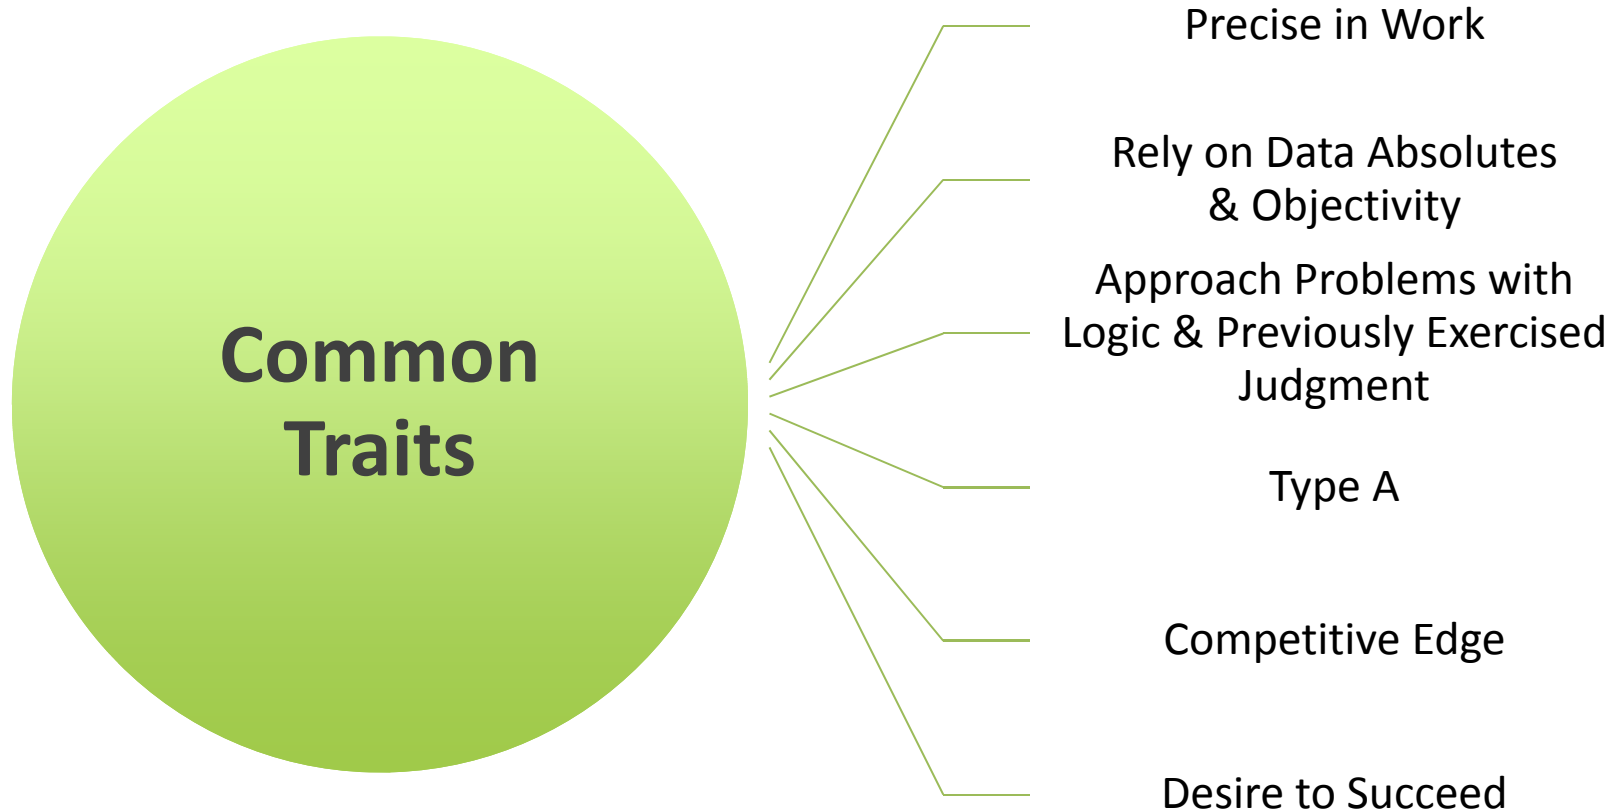 Common
Traits
Precise in Work
Rely on Data Absolutes
& Objectivity
Approach Problems with
Logic & Previously Exercised
Judgment
Type A
Competitive Edge
Desire to Succeed